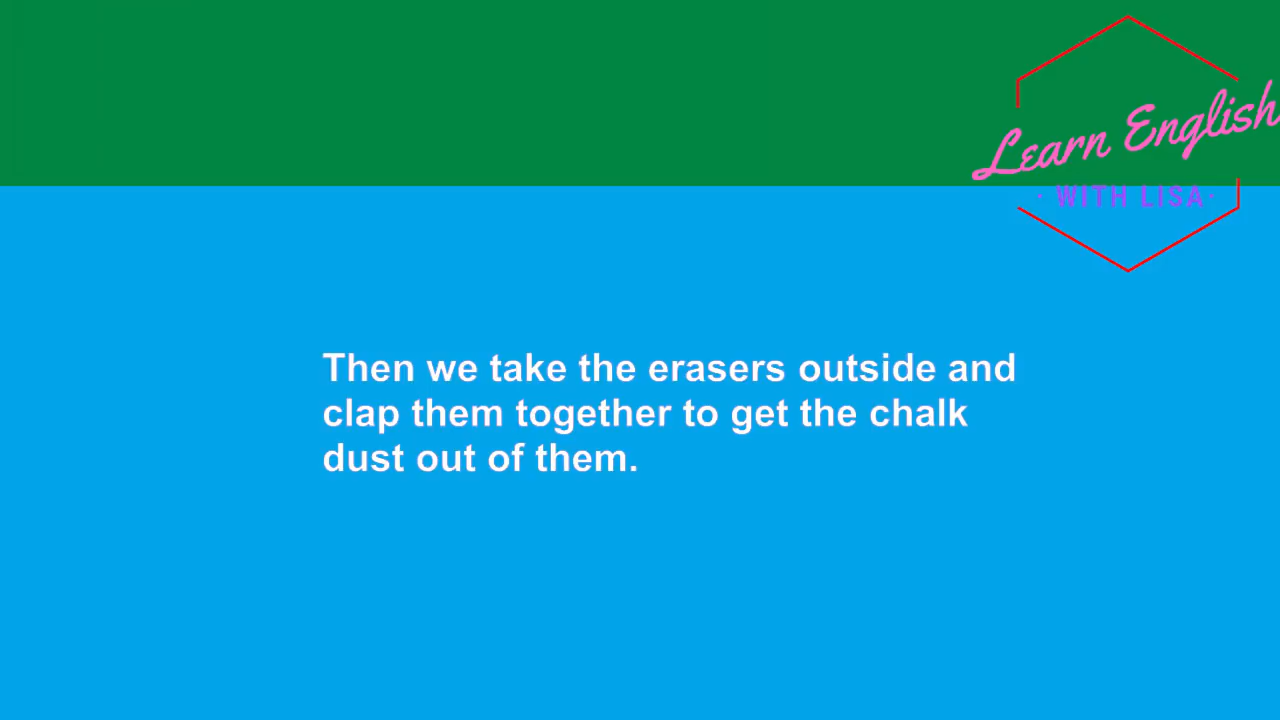 Learn English
· WITH LISA ·
Then we take the erasers outside and
clap them together to get the chalk
dust out of them.